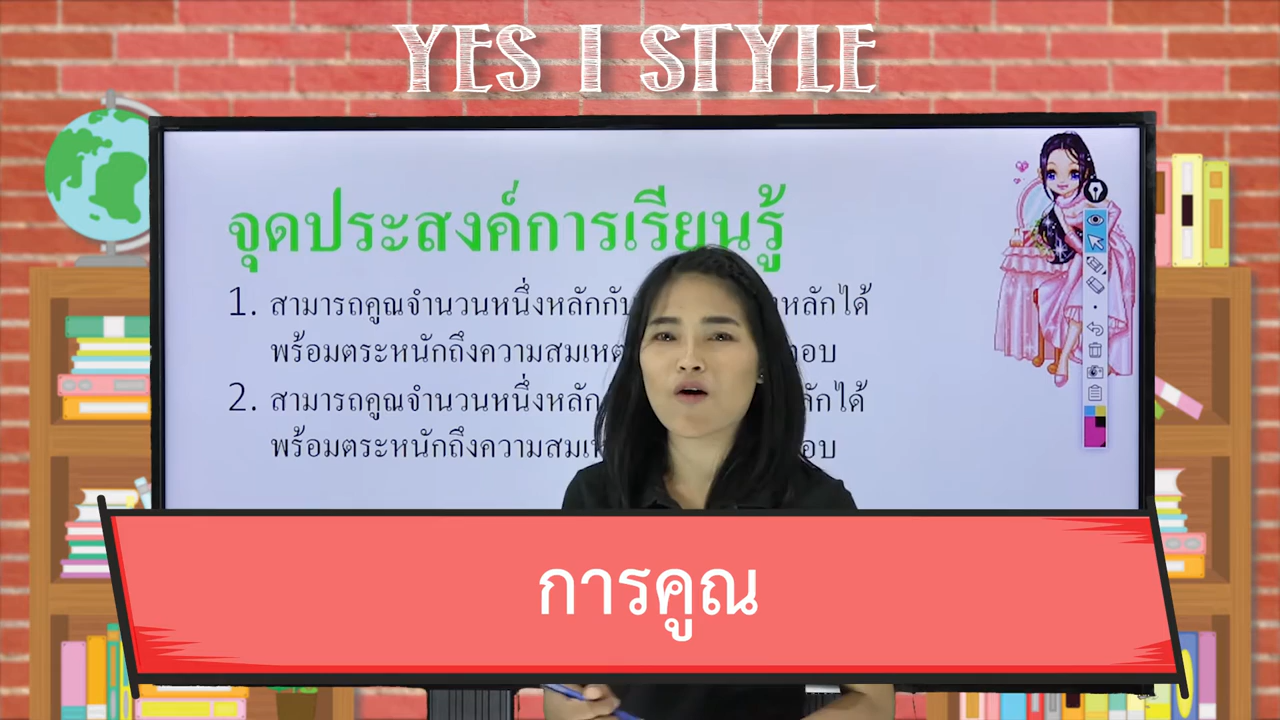 YES I STYLE
จุดประสงค์การเรียนรู้
1. สามารถคูณจำนวนหนึ่งหลักกับ หลักได้
พร้อมตระหนักถึงความสมเหต อบ
2. สามารถคูณจำนวนหนึ่งหลัก ลักได้
พร้อมตระหนักถึงความสมเห อบ
การคูณ